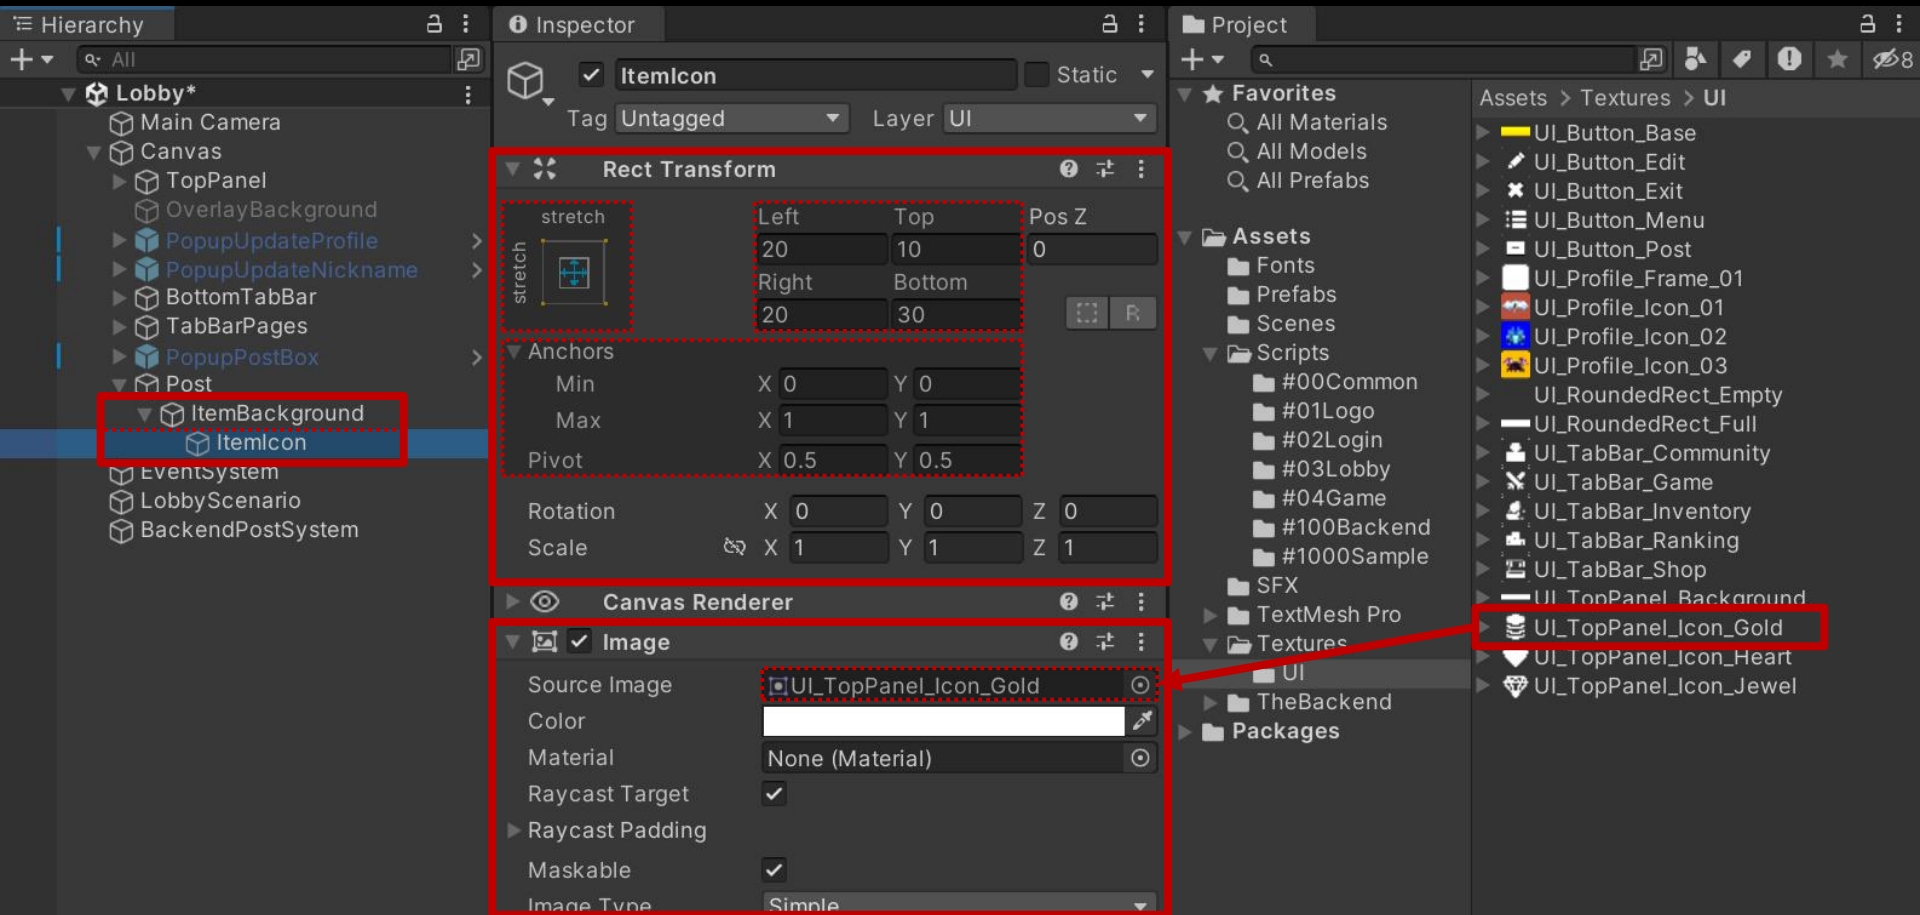 Hierarchy
All
Lobby*
Main Camera
Canvas
TopPanel
OverlayBackground
PopupUpdateProfile
PopupUpdateNickname
BottomTabBar
TabBarPages
PopupPostBox
Post
ItemBackground
ItemIcon
EventSystem
LobbyScenario
BackendPostSystem
Inspector
ItemIcon
Static
Tag Untagged Layer UI
Rect Transform
stretch
stretch
Left Top Pos Z
20 10 0
Right Bottom
20 30 R
Anchors
Min X 0 Y 0
Max X 1 Y 1
Pivot X 0.5 Y 0.5
Rotation X 0 Y 0 Z 0
Scale X 1 Y 1 Z 1
Canvas Renderer
Image
Source Image UI_TopPanel_Icon_Gold
Color
Material None (Material)
Raycast Target
Raycast Padding
Maskable
Image Type Simple
Project
8
Favorites
All Materials
All Models
All Prefabs
Assets
Fonts
Prefabs
Scenes
Scripts
#00Common
#01Logo
#02Login
#03Lobby
#04Game
#100Backend
#1000Sample
SFX
TextMesh Pro
Textures
UI
TheBackend
Packages
Assets > Textures > UI
UI_Button_Base
UI_Button_Edit
UI_Button_Exit
UI_Button_Menu
UI_Button_Post
UI_Profile_Frame_01
UI_Profile_Icon_01
UI_Profile_Icon_02
UI_Profile_Icon_03
UI_RoundedRect_Empty
UI_RoundedRect_Full
UI_TabBar_Community
UI_TabBar_Game
UI_TabBar_Inventory
UI_TabBar_Ranking
UI_TabBar_Shop
UI_TopPanel_Background
UI_TopPanel_Icon_Gold
UI_TopPanel_Icon_Heart
UI_TopPanel_Icon_Jewel